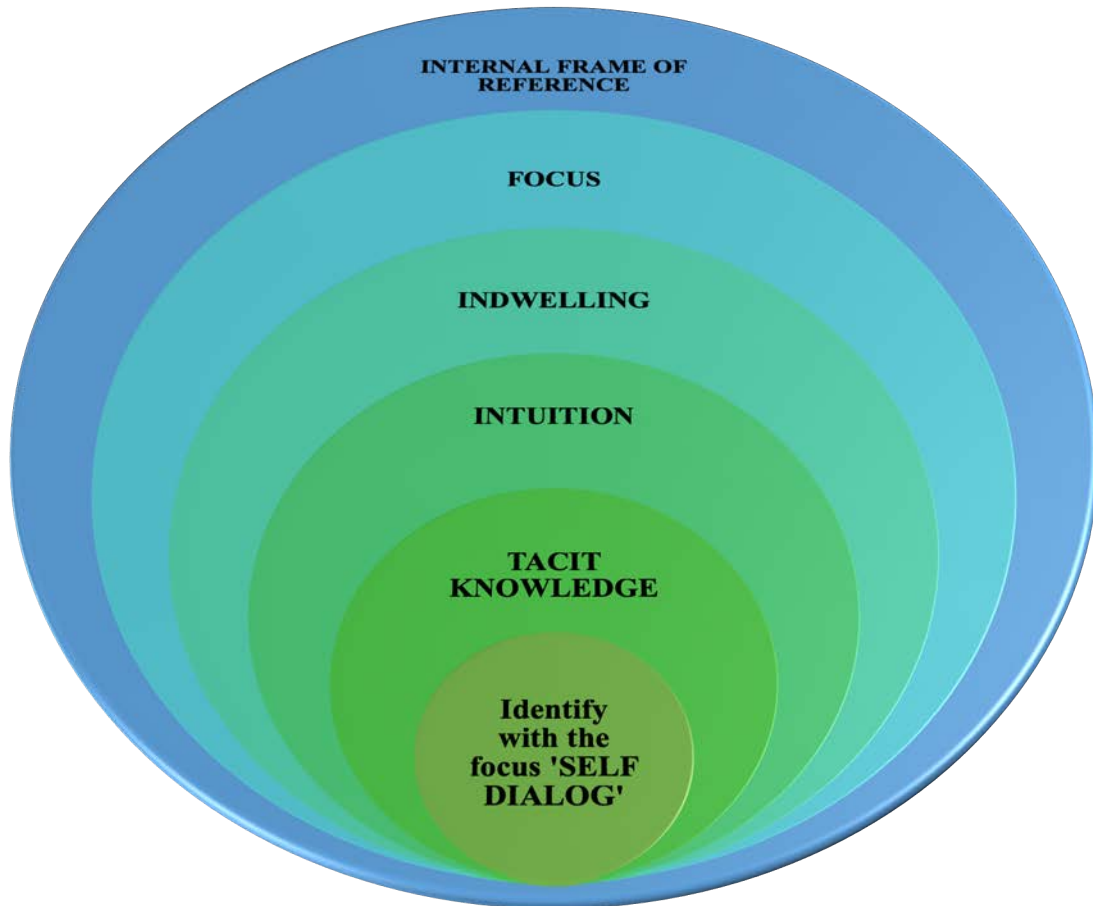 INTERNAL FRAME OF
REFERENCE
FOCUS
INDWELLING
INTUITION
TACIT
KNOWLEDGE
Identify
with the
focus 'SELF
DIALOG'